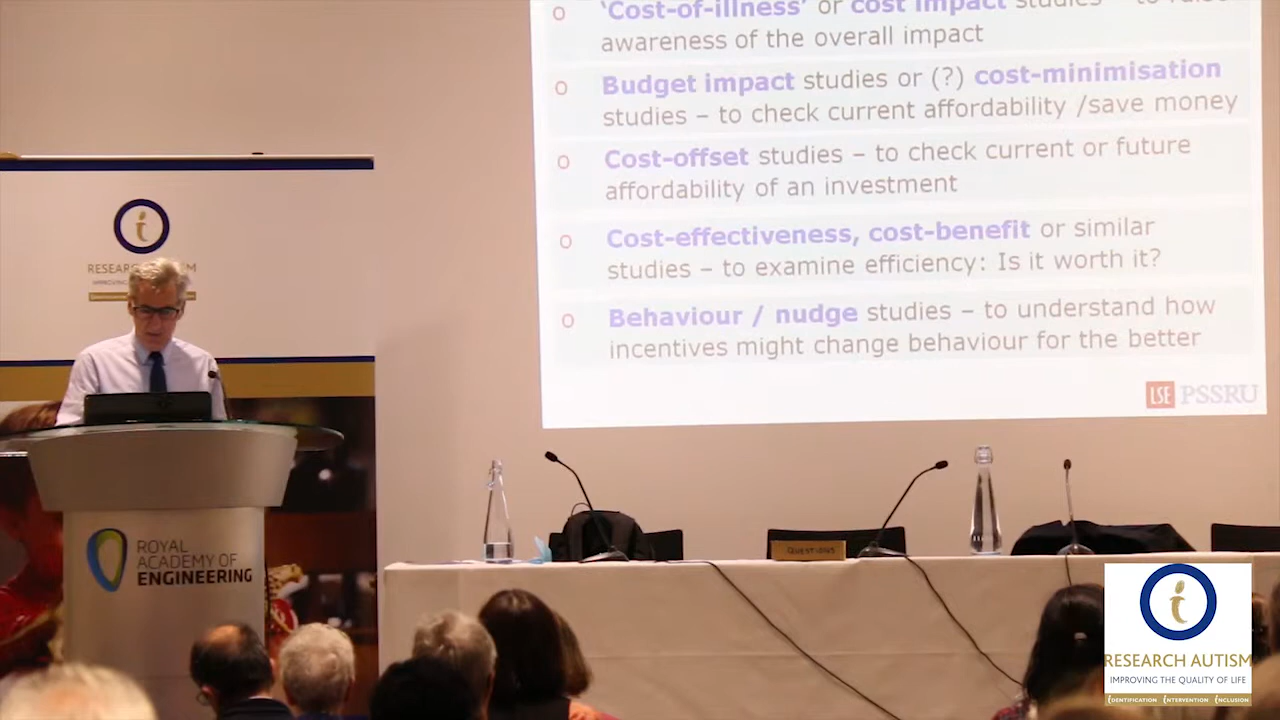 'Cost-of-illness' or cost impact studies – to raise
awareness of the overall impact
o Budget impact studies or (?) cost-minimisation
studies – to check current affordability /save money
o Cost-offset studies – to check current or future
affordability of an investment
o Cost-effectiveness, cost-benefit or similar
studies – to examine efficiency: Is it worth it?
o Behaviour / nudge studies – to understand how
incentives might change behaviour for the better
LSE PSSRU
ROYAL
ACADEMY OF
ENGINEERING
QUESTIONS
RESEARCH AUTISM
IMPROVING THE QUALITY OF LIFE
IDENTIFICATION INTERVENTION INCLUSION